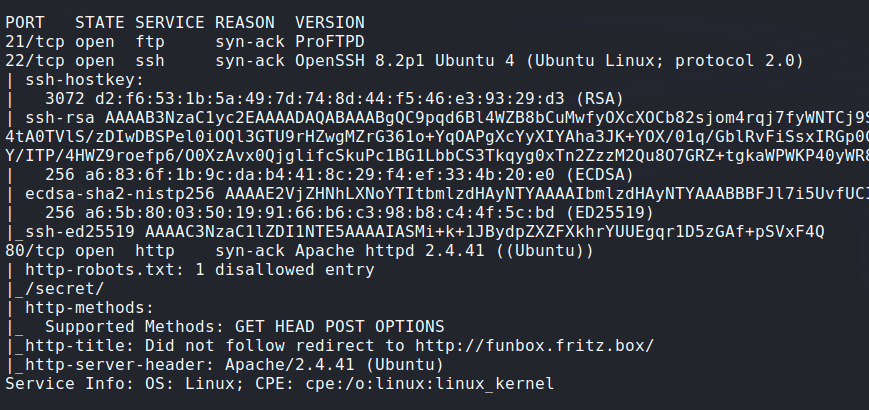 PORT   STATE SERVICE REASON  VERSION
21/tcp open  ftp     syn-ack ProFTPD
22/tcp open  ssh     syn-ack OpenSSH 8.2p1 Ubuntu 4 (Ubuntu Linux; protocol 2.0)
| ssh-hostkey:
|   3072 d2:f6:53:1b:5a:49:7d:74:8d:44:f5:46:e3:93:29:d3 (RSA)
| ssh-rsa AAAAB3NzaC1yc2EAAAADAQABAAABgQC9pqd6Bl4WZB8bCuMwfyOXcXOCb82sjom4rqj7fyWNTCj9S
4tA0TVlS/zDIwDBSPel0iOQl3GTU9rHZwgMZrG361o+YqOAPgXcYyXIYAha3JK+YOX/01q/GblRvFiSsxIRGp0
Y/ITP/4HWZ9roefp6/O0XzAvx0QjglifcSkuPc1BG1LbbCS3Tkqyg0xTn2ZzzM2Qu8O7GRZ+tgkaWPWKP40yWR8
|   256 a6:83:6f:1b:9c:da:b4:41:8c:29:f4:ef:33:4b:20:e0 (ECDSA)
| ecdsa-sha2-nistp256 AAAAE2VjZHNhLXNoYTItbmlzdHAyNTYAAAAIbmlzdHAyNTYAAABBBFJl7i5UvfUCI
|   256 a6:5b:80:03:50:19:91:66:b6:c3:98:b8:c4:4f:5c:bd (ED25519)
|_ssh-ed25519 AAAAC3NzaC1lZDI1NTE5AAAAIASMi+k+1JBydpZXZFXkhrYUUEgqr1D5zGAf+pSVxF4Q
80/tcp open  http    syn-ack Apache httpd 2.4.41 ((Ubuntu))
| http-robots.txt: 1 disallowed entry
|_/secret/
| http-methods:
|_  Supported Methods: GET HEAD POST OPTIONS
|_http-title: Did not follow redirect to http://funbox.fritz.box/
|_http-server-header: Apache/2.4.41 (Ubuntu)
Service Info: OS: Linux; CPE: cpe:/o:linux:linux_kernel